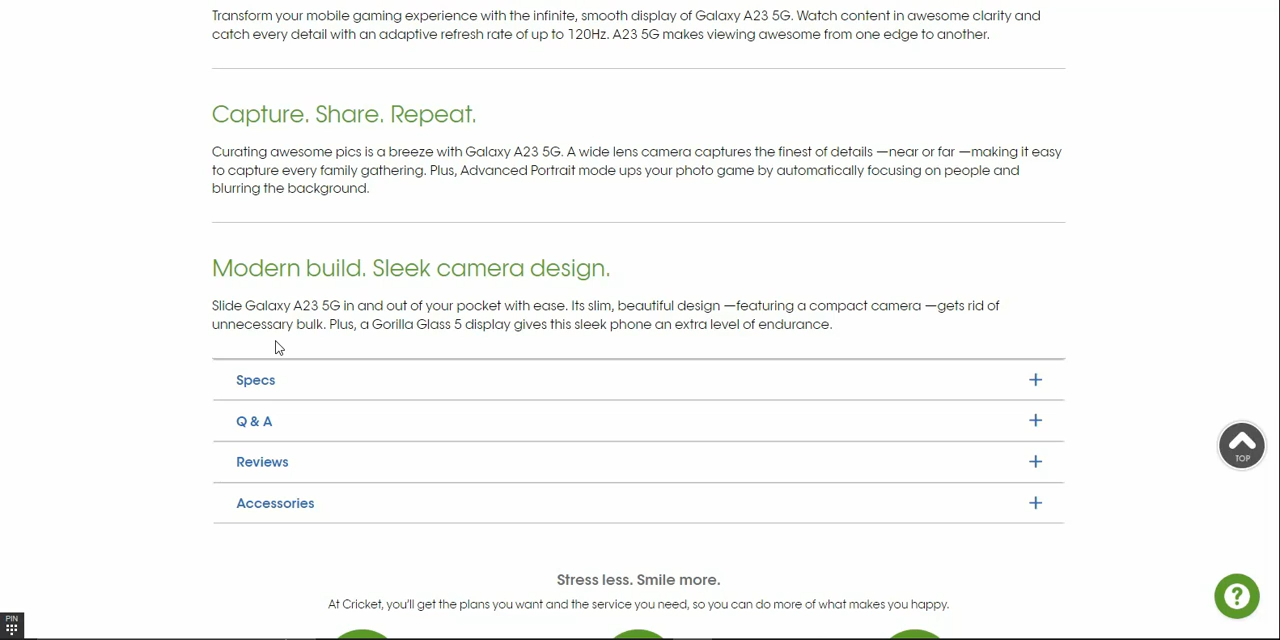 Transform your mobile gaming experience with the infinite, smooth display of Galaxy A23 5G. Watch content in awesome clarity and
catch every detail with an adaptive refresh rate of up to 120Hz. A23 5G makes viewing awesome from one edge to another.
Capture. Share. Repeat.
Curating awesome pics is a breeze with Galaxy A23 5G. A wide lens camera captures the finest of details —near or far —making it easy
to capture every family gathering. Plus, Advanced Portrait mode ups your photo game by automatically focusing on people and
blurring the background.
Modern build. Sleek camera design.
Slide Galaxy A23 5G in and out of your pocket with ease. Its slim, beautiful design —featuring a compact camera —gets rid of
unnecessary bulk. Plus, a Gorilla Glass 5 display gives this sleek phone an extra level of endurance.
Specs
Q & A
Reviews
Accessories
TOP
Stress less. Smile more.
At Cricket, you'll get the plans you want and the service you need, so you can do more of what makes you happy.
PIN